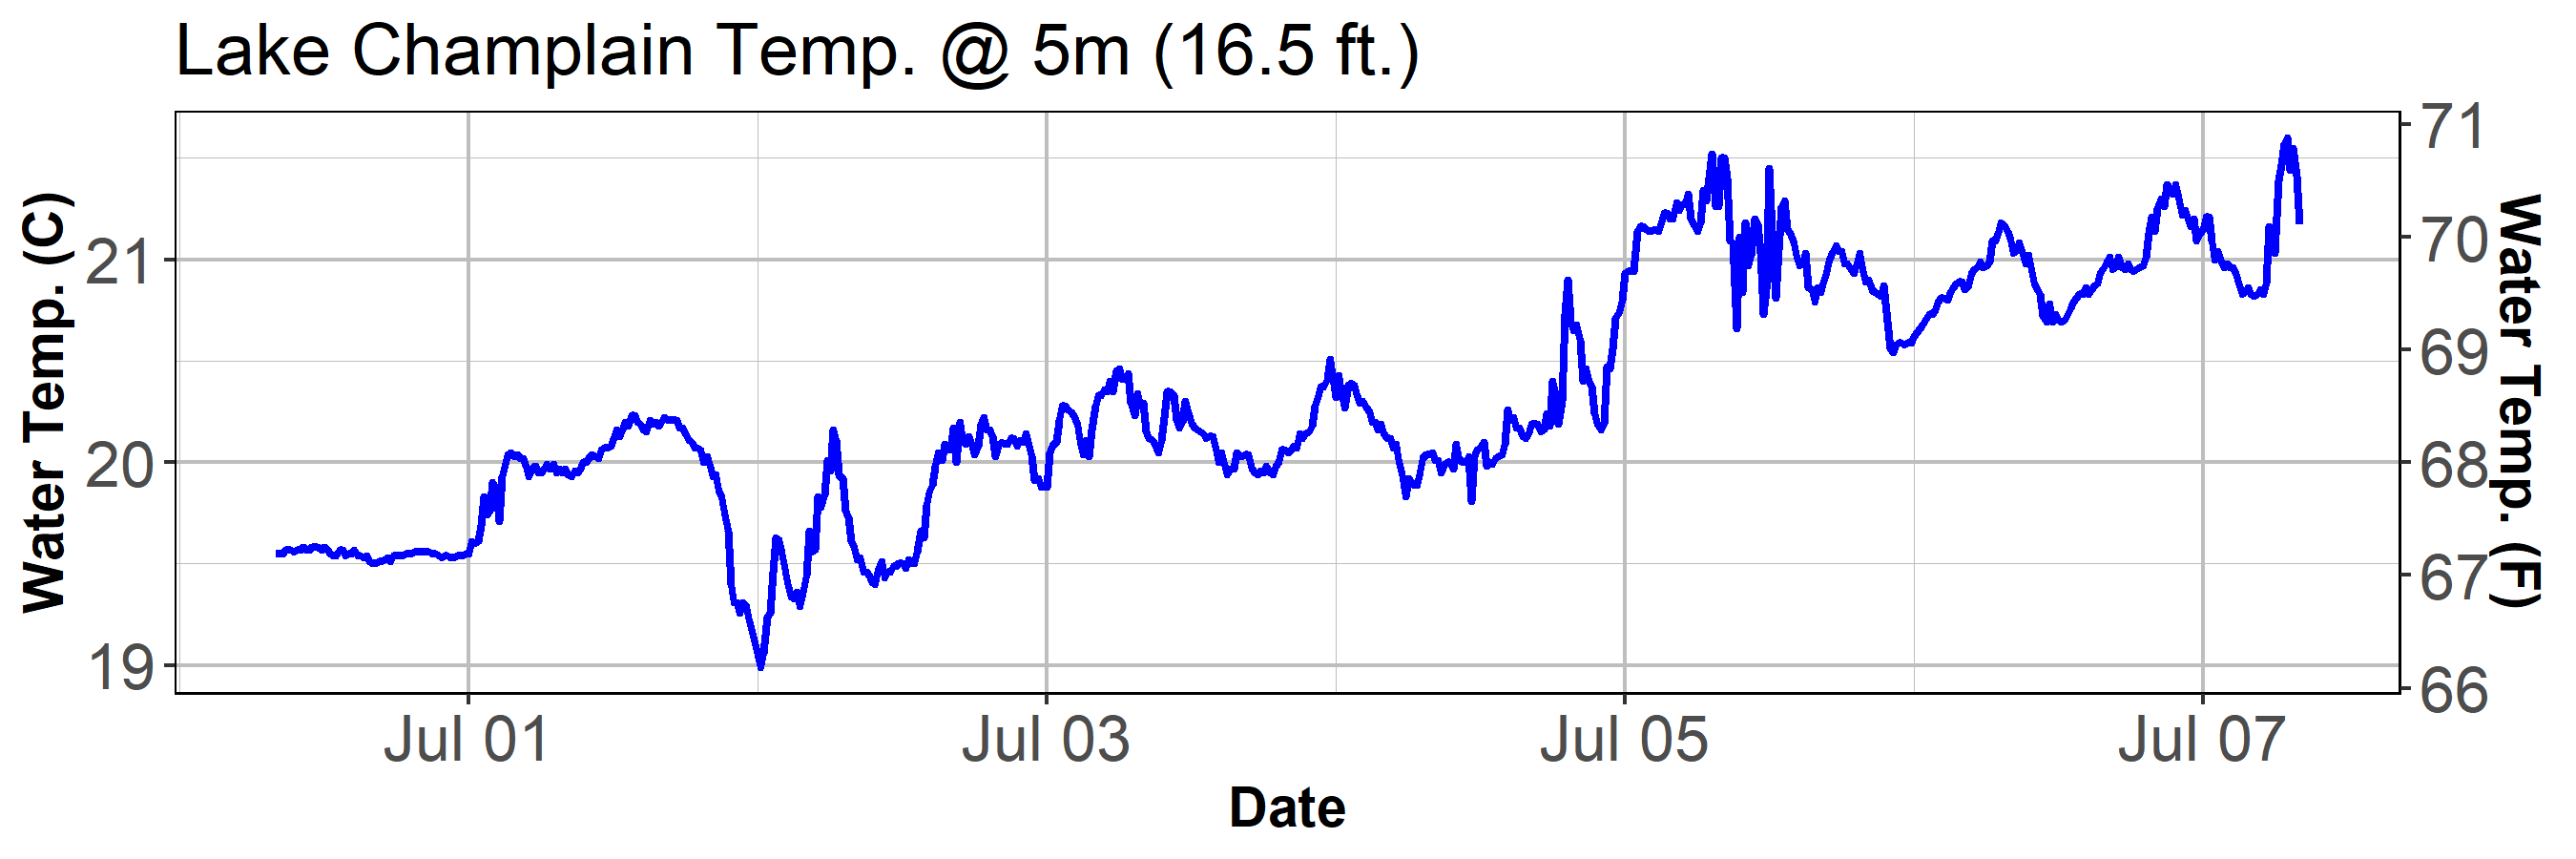 Lake Champlain Temp. @ 5m (16.5 ft.)
Water Temp. (C)
21
20
19
71
70
69
68
67
66
Water Temp. (F)
Jul 01 Jul 03 Jul 05 Jul 07
Date